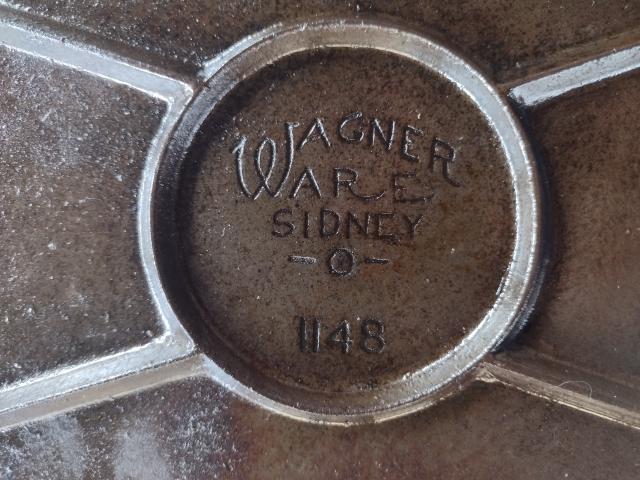 WAGNER
WARE
SIDNEY
-O-
1148